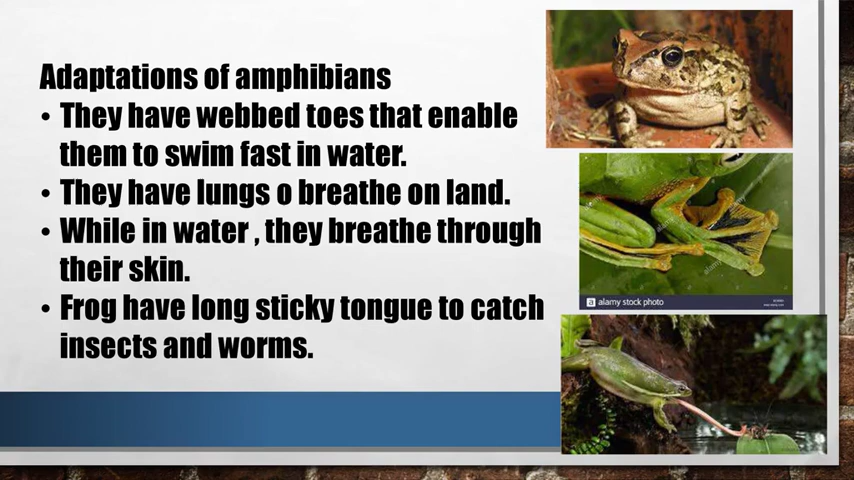 Adaptations of amphibians
• They have webbed toes that enable
them to swim fast in water.
• They have lungs o breathe on land.
• While in water , they breathe through
their skin.
• Frog have long sticky tongue to catch
insects and worms.
alamy
alamy
a alamy stock photo